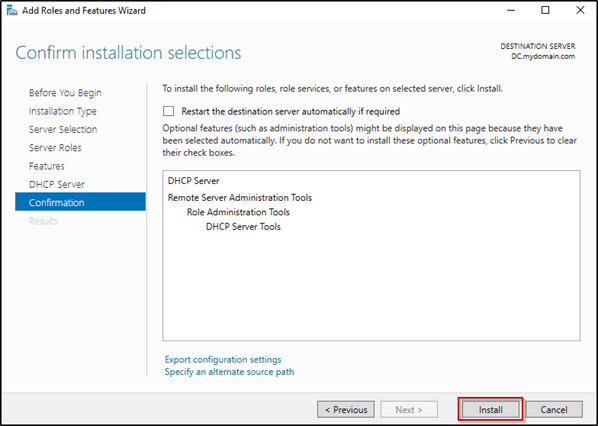 Add Roles and Features Wizard
Confirm installation selections
DESTINATION SERVER
DC.mydomain.com
Before You Begin
Installation Type
Server Selection
Server Roles
Features
DHCP Server
Confirmation
Results
To install the following roles, role services, or features on selected server, click Install.
Restart the destination server automatically if required
Optional features (such as administration tools) might be displayed on this page because they have
been selected automatically. If you do not want to install these optional features, click Previous to clear
their check boxes.
DHCP Server
Remote Server Administration Tools
Role Administration Tools
DHCP Server Tools
Export configuration settings
Specify an alternate source path
< Previous
Next >
Install
Cancel